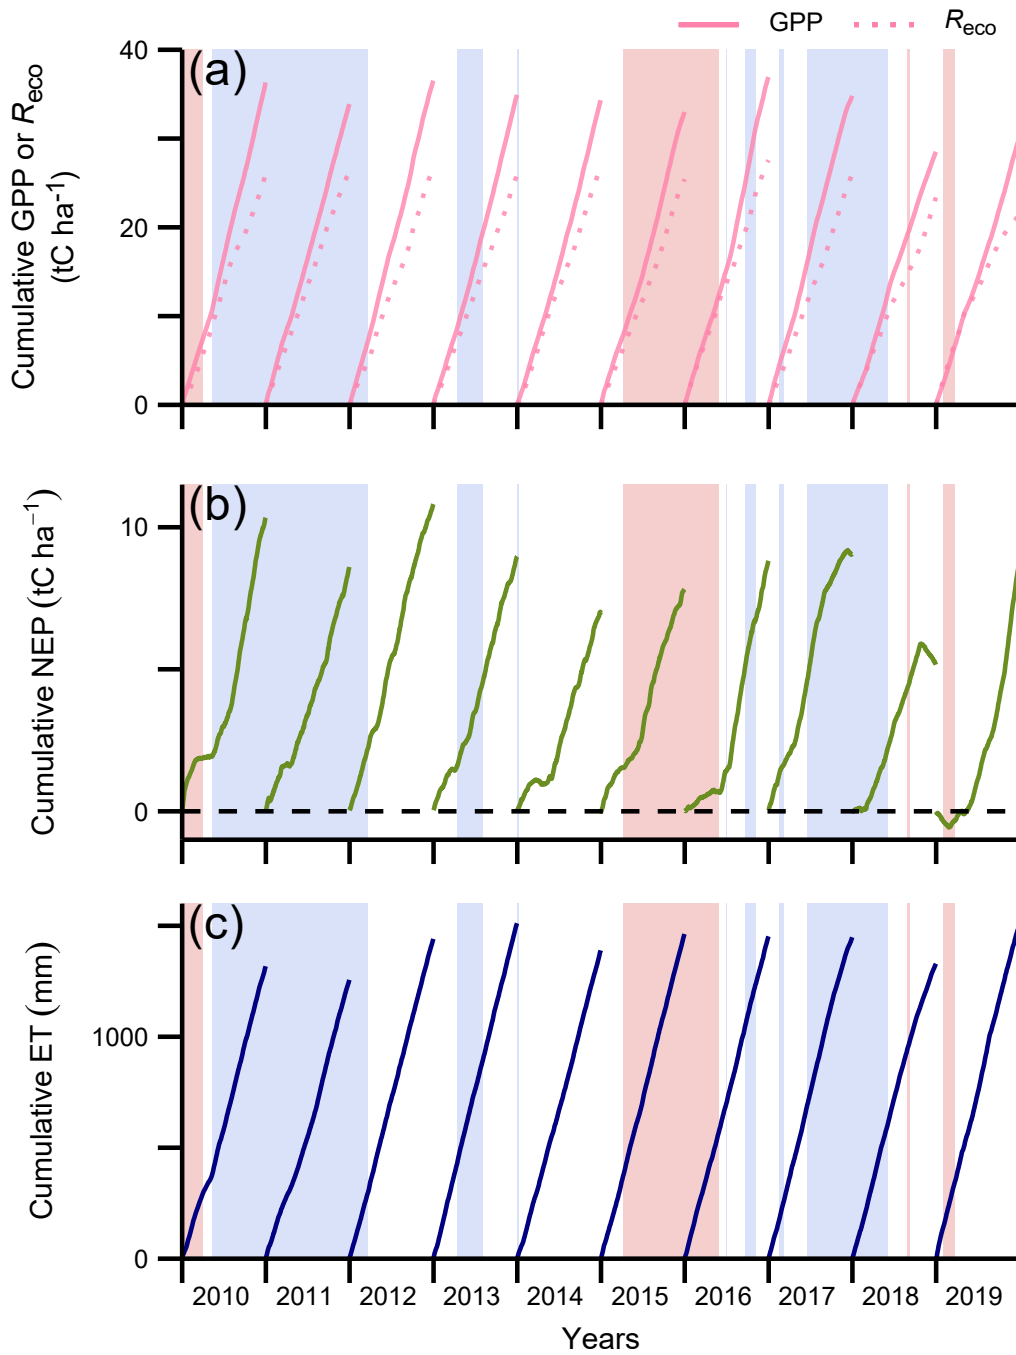 GPP
Reco
(a)
Cumulative GPP or Reco
(tC ha-1)
40
20
0
(b)
Cumulative NEP (tC ha−1)
10
0
(c)
Cumulative ET (mm)
1000
0
2010 2011 2012 2013 2014 2015 2016 2017 2018 2019
Years